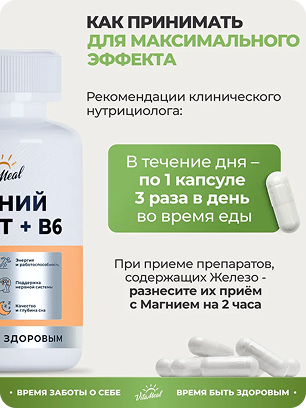 КАК ПРИНИМАТЬ
ДЛЯ МАКСИМАЛЬНОГО
ЭФФЕКТА
Рекомендации клинического
нутрициолога:
В течение дня –
по 1 капсуле
3 раза в день
во время еды
Meal
НИЙ
Т + В6
Энергия
и работоспособность
Поддержка
нервной системы
Качество
и глубина сна
ЗДОРОВЫМ
При приеме препаратов,
содержащих Железо -
разнесите их приём
с Магнием на 2 часа
• ВРЕМЯ ЗАБОТЫ О СЕБЕ
VitaMeal
ВРЕМЯ БЫТЬ ЗДОРОВЫМ •